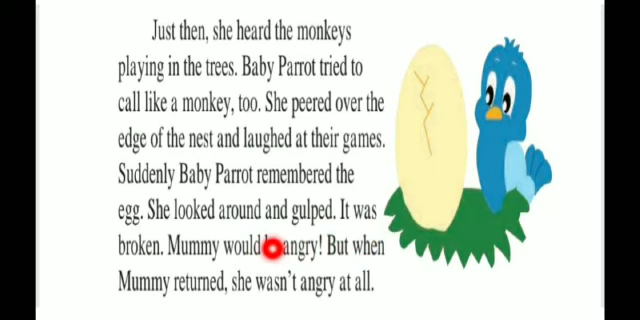 Just then, she heard the monkeys
playing in the trees. Baby Parrot tried to
call like a monkey, too. She peered over the
edge of the nest and laughed at their games.
Suddenly Baby Parrot remembered the
egg. She looked around and gulped. It was
broken. Mummy would angry! But when
Mummy returned, she wasn't angry at all.